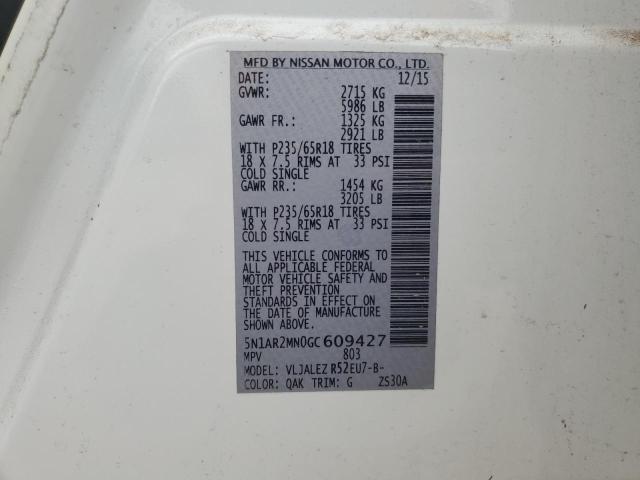 MFD BY NISSAN MOTOR CO., LTD.
DATE: 12/15
GVWR: 2715 KG
5986 LB
GAWR FR.: 1325 KG
2921 LB
WITH P235/65R18 TIRES
18 X 7.5 RIMS AT 33 PSI
COLD SINGLE
GAWR RR.: 1454 KG
3205 LB
WITH P235/65R18 TIRES
18 X 7.5 RIMS AT 33 PSI
COLD SINGLE
THIS VEHICLE CONFORMS TO
ALL APPLICABLE FEDERAL
MOTOR VEHICLE SAFETY AND
THEFT PREVENTION
STANDARDS IN EFFECT ON
THE DATE OF MANUFACTURE
SHOWN ABOVE.
5N1AR2MN0GC609427
MPV 803
MODEL: VLJALEZ R52EU7-B-
COLOR: QAK TRIM: G ZS30A